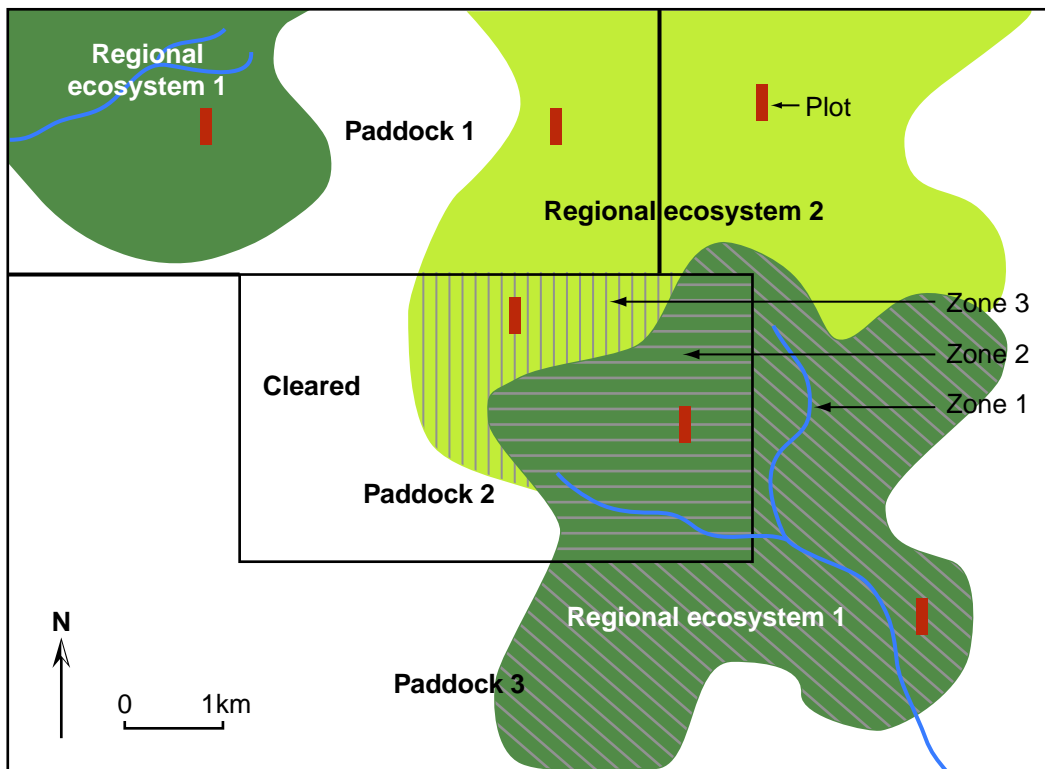 Regional
ecosystem 1
Plot
Paddock 1
Regional ecosystem 2
Zone 3
Zone 2
Cleared
Zone 1
Paddock 2
Regional ecosystem 1
N
Paddock 3
0 1km